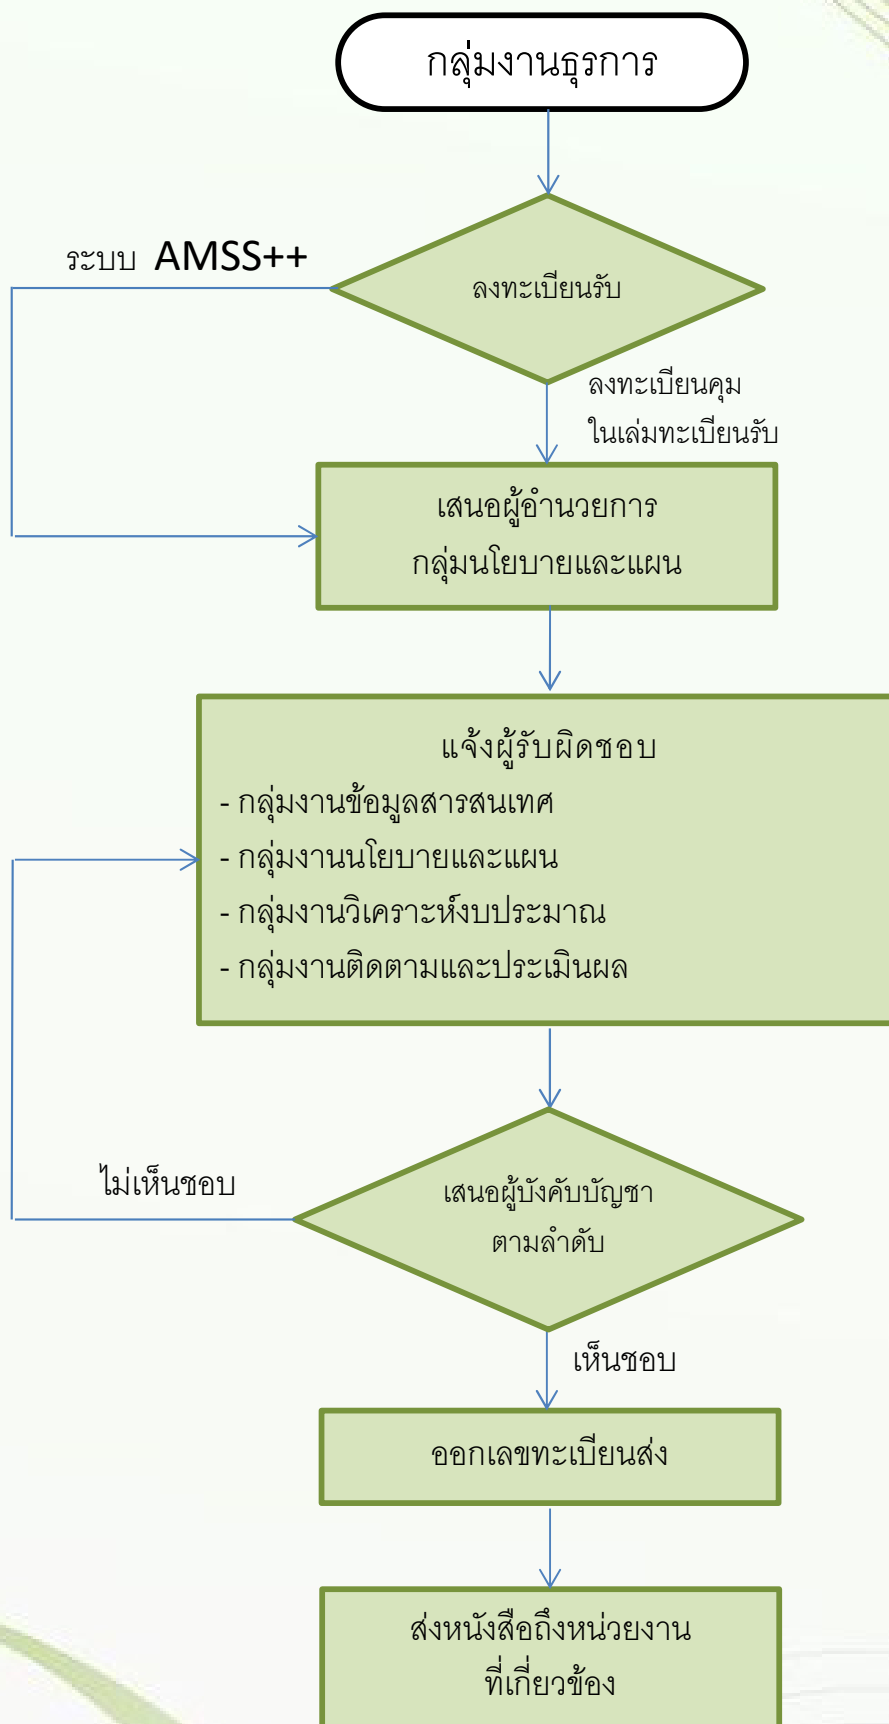 กลุ่มงานธุรการ
ระบบ AMSS++
ลงทะเบียนรับ
ลงทะเบียนคุม
ในเล่มทะเบียนรับ
เสนอผู้อำนวยการ
กลุ่มนโยบายและแผน
แจ้งผู้รับผิดชอบ
- กลุ่มงานข้อมูลสารสนเทศ
- กลุ่มงานนโยบายและแผน
- กลุ่มงานวิเคราะห์งบประมาณ
- กลุ่มงานติดตามและประเมินผล
ไม่เห็นชอบ
เสนอผู้บังคับบัญชา
ตามลำดับ
เห็นชอบ
ออกเลขทะเบียนส่ง
ส่งหนังสือถึงหน่วยงาน
ที่เกี่ยวข้อง